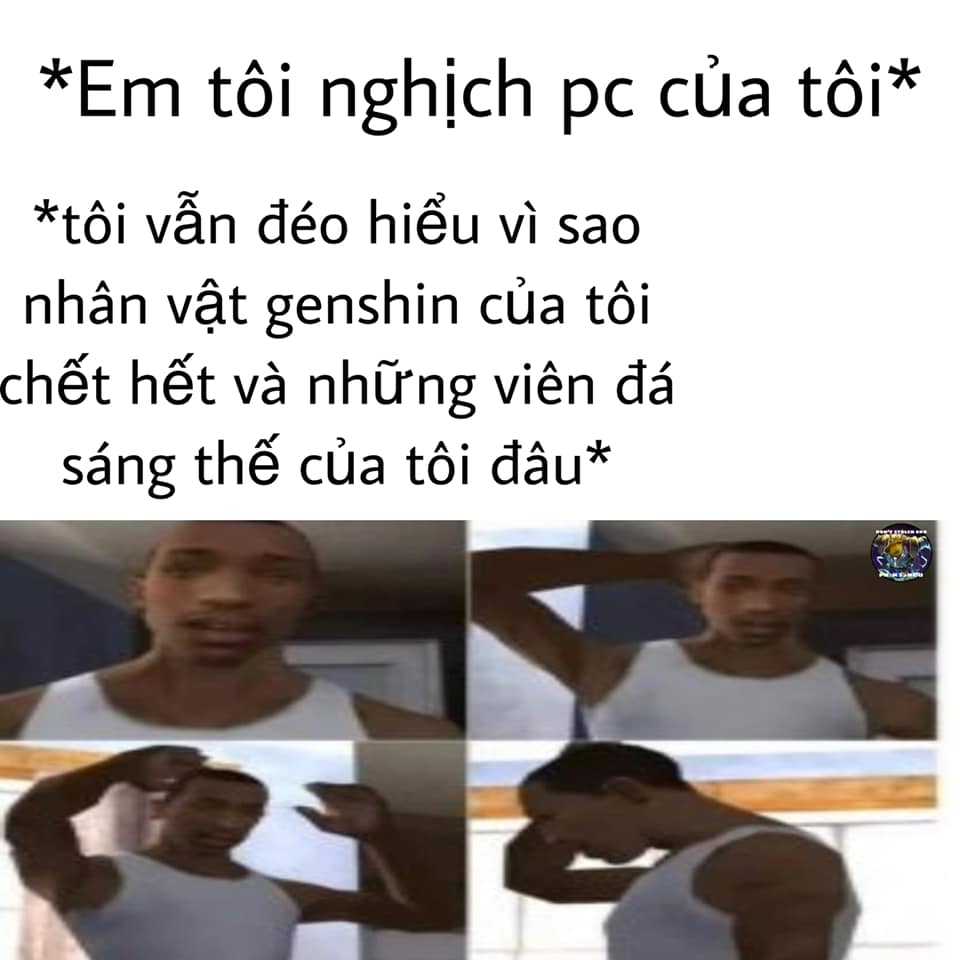 *Em tôi nghịch pc của tôi*
*tôi vẫn đéo hiểu vì sao
nhân vật genshin của tôi
chết hết và những viên đá
sáng thế của tôi đâu*